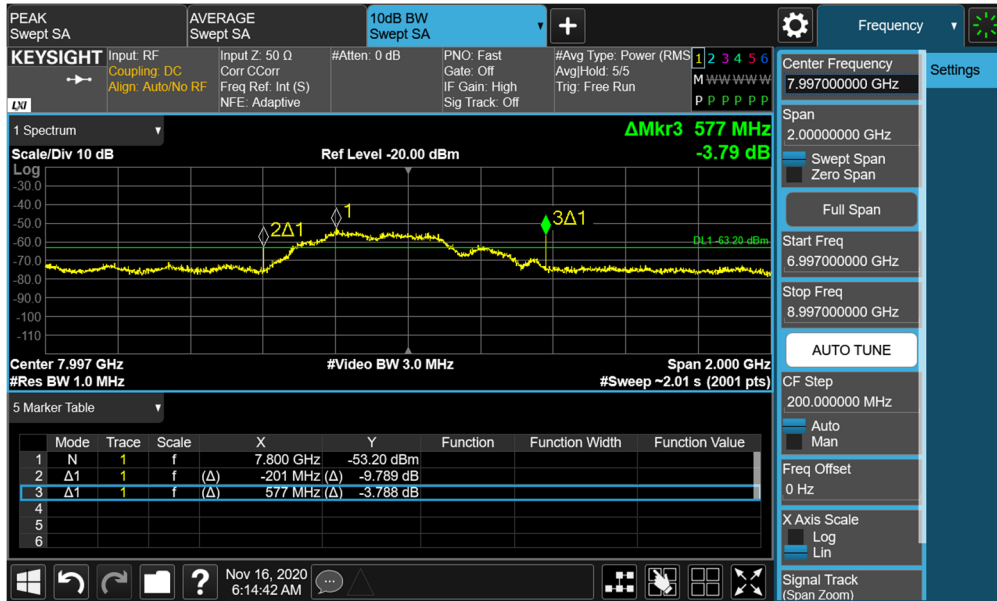 PEAK
Swept SA
AVERAGE
Swept SA
10dB BW
Swept SA
+
Frequency
KEYSIGHT
LXI
Input: RF
Coupling: DC
Align: Auto/No RF
Input Z: 50 Ω
Corr CCorr
Freq Ref: Int (S)
NFE: Adaptive
#Atten: 0 dB
PNO: Fast
Gate: Off
IF Gain: High
Sig Track: Off
#Avg Type: Power (RMS
Avg|Hold: 5/5
Trig: Free Run
1 2 3 4 5 6
M W W W W W
P P P P P P
1 Spectrum
Scale/Div 10 dB
Ref Level -20.00 dBm
ΔMkr3 577 MHz
-3.79 dB
Log
-30.0
-40.0
-50.0
-60.0
-70.0
-80.0
-90.0
-100
-110
2Δ1
1
3Δ1
DL1 -63.20 dBm
Center 7.997 GHz
#Video BW 3.0 MHz
Span 2.000 GHz
#Res BW 1.0 MHz
#Sweep ~2.01 s (2001 pts)
5 Marker Table
Mode Trace Scale X Y Function Function Width Function Value
1 N 1 f 7.800 GHz -53.20 dBm
2 Δ1 1 f (Δ) -201 MHz (Δ) -9.789 dB
3 Δ1 1 f (Δ) 577 MHz (Δ) -3.788 dB
4
5
6
Center Frequency
7.997000000 GHz
Span
2.00000000 GHz
Swept Span
Zero Span
Full Span
Start Freq
6.997000000 GHz
Stop Freq
8.997000000 GHz
AUTO TUNE
CF Step
200.000000 MHz
Auto
Man
Freq Offset
0 Hz
X Axis Scale
Log
Lin
Signal Track
(Span Zoom)
Settings
?
Nov 16, 2020
6:14:42 AM